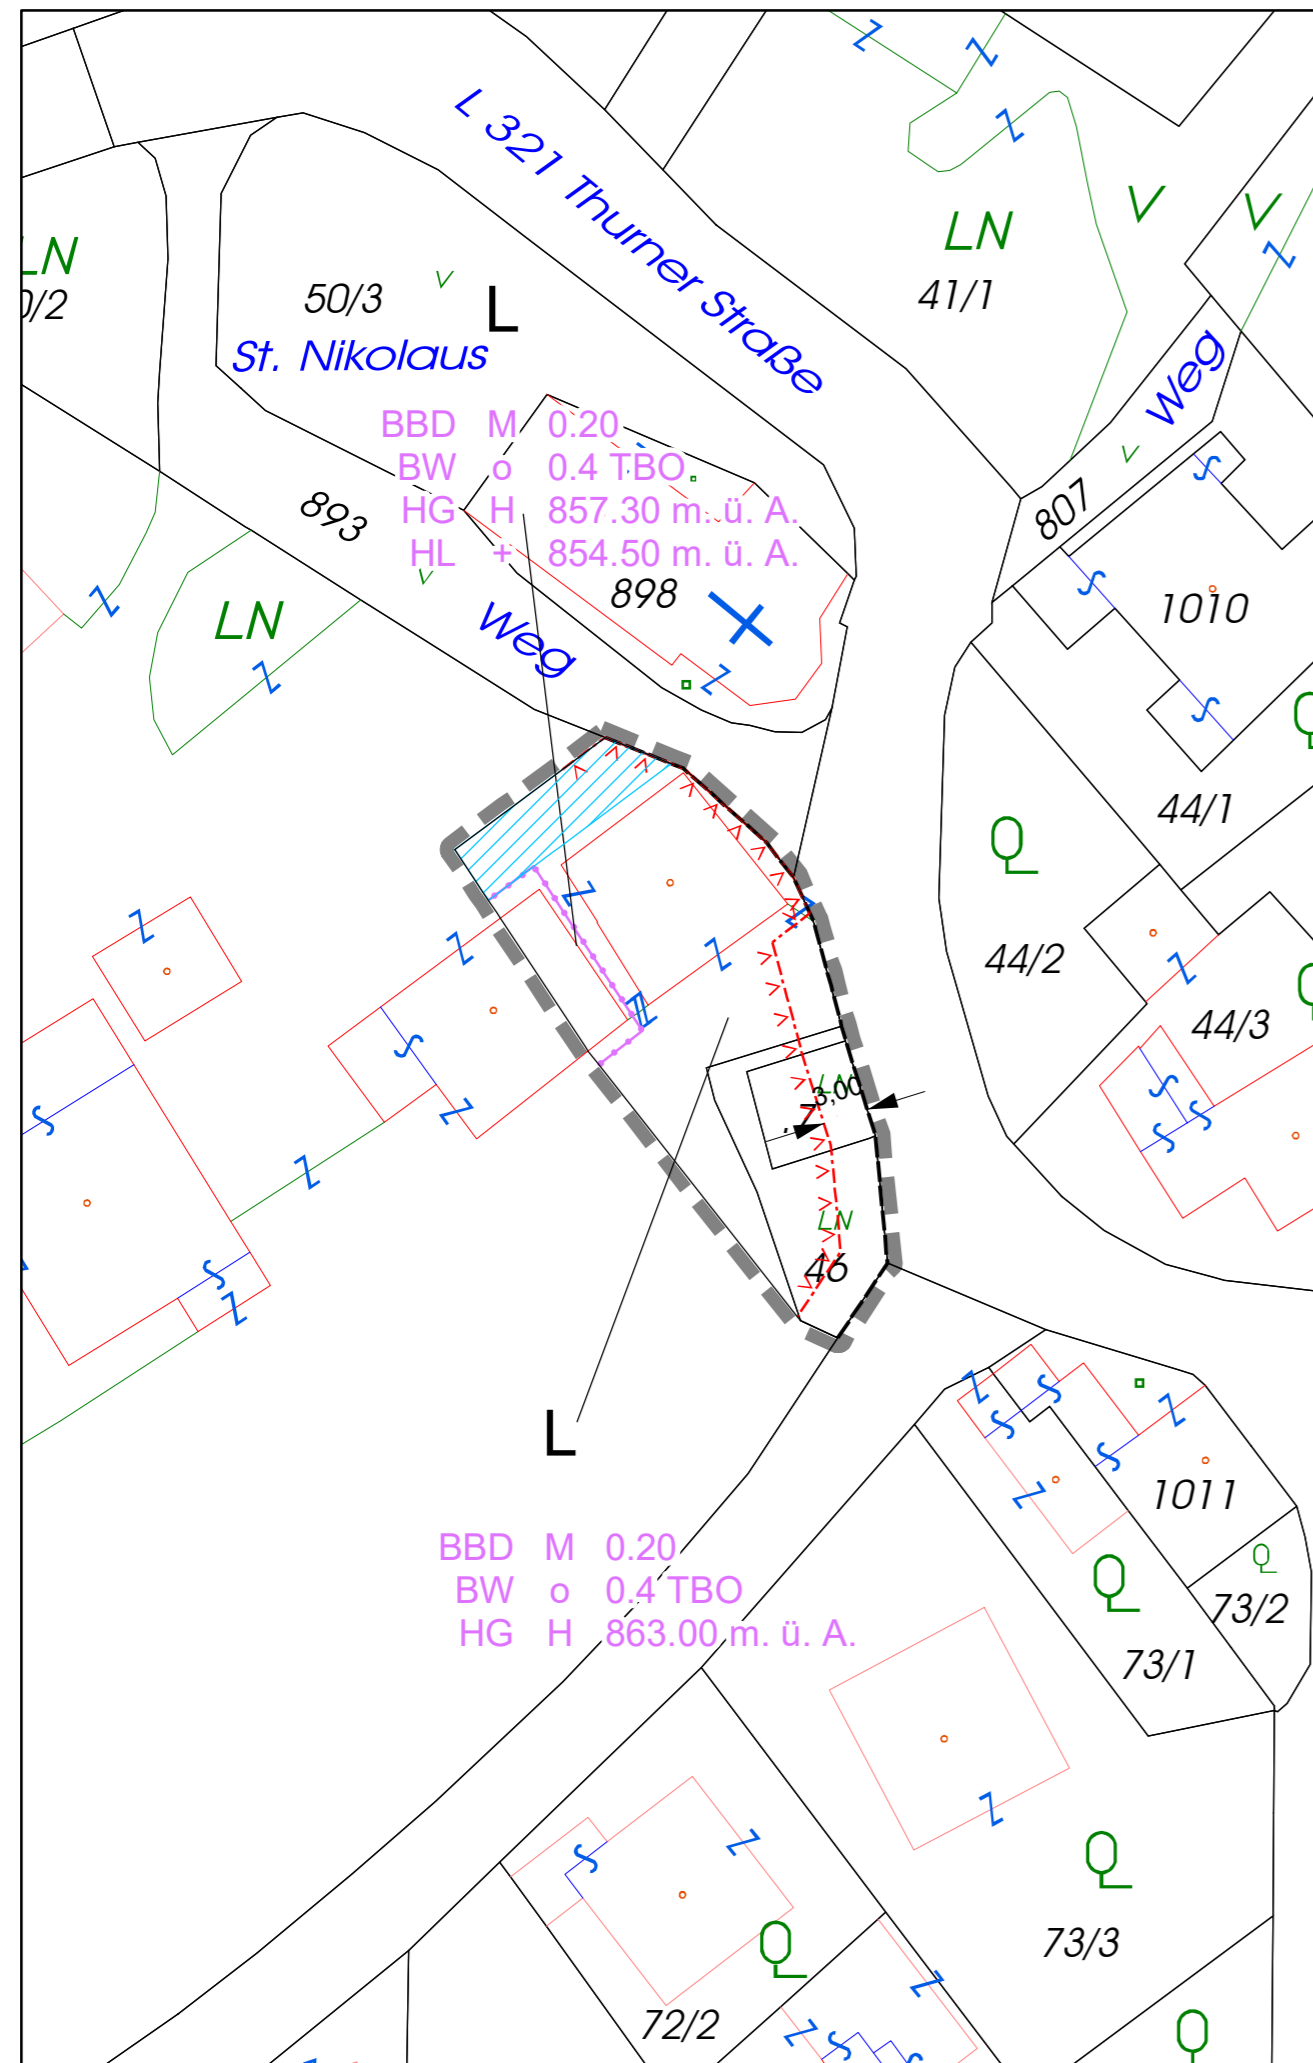 L 321 Thurner Straße
LN
V
V
LN
0/2
50/3
V
L
41/1
St. Nikolaus
Weg
BBD M 0.20
BW o 0.4 TBO
HG H 857.30 m. ü. A.
HL + 854.50 m. ü. A.
893
807
V
V
898
1010
LN
Weg
44/1
44/2
44/3
LN
3,00
LN
46
L
1011
BBD M 0.20
BW o 0.4 TBO
HG H 863.00 m. ü. A.
73/2
73/1
73/3
72/2